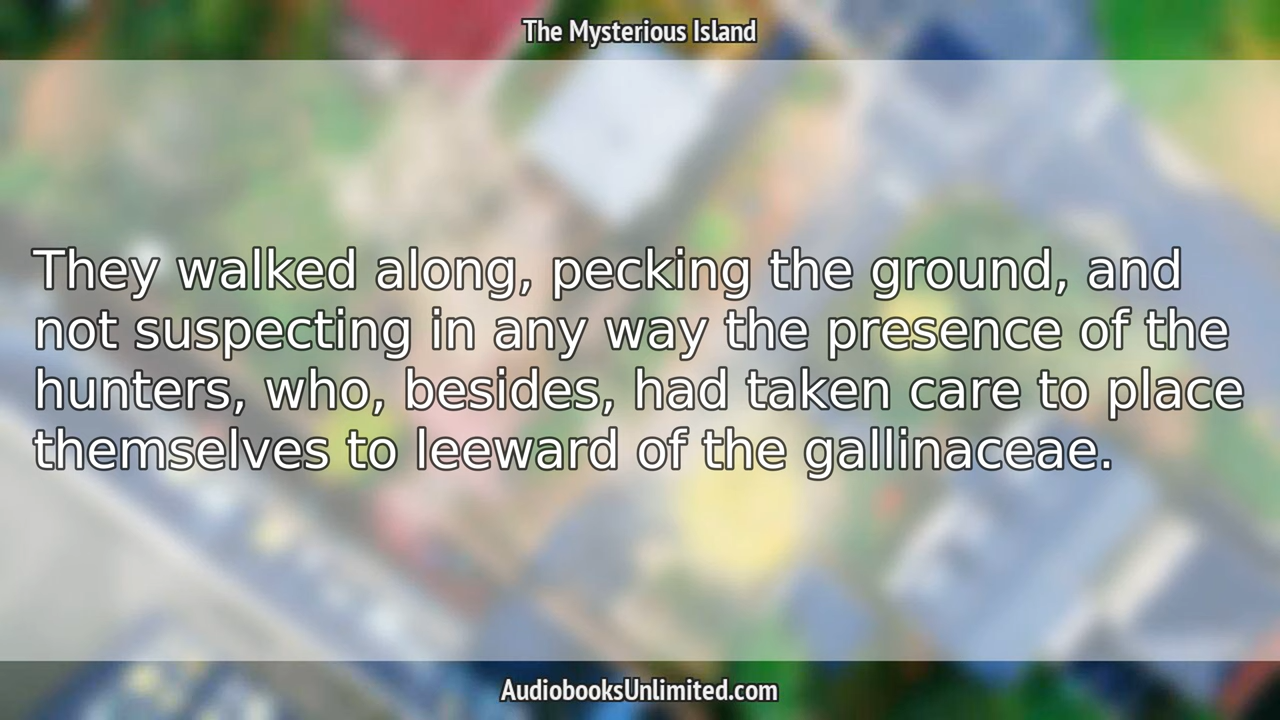 The Mysterious Island
They walked along, pecking the ground, and
not suspecting in any way the presence of the
hunters, who, besides, had taken care to place
themselves to leeward of the gallinaceae.
AudiobooksUnlimited.com